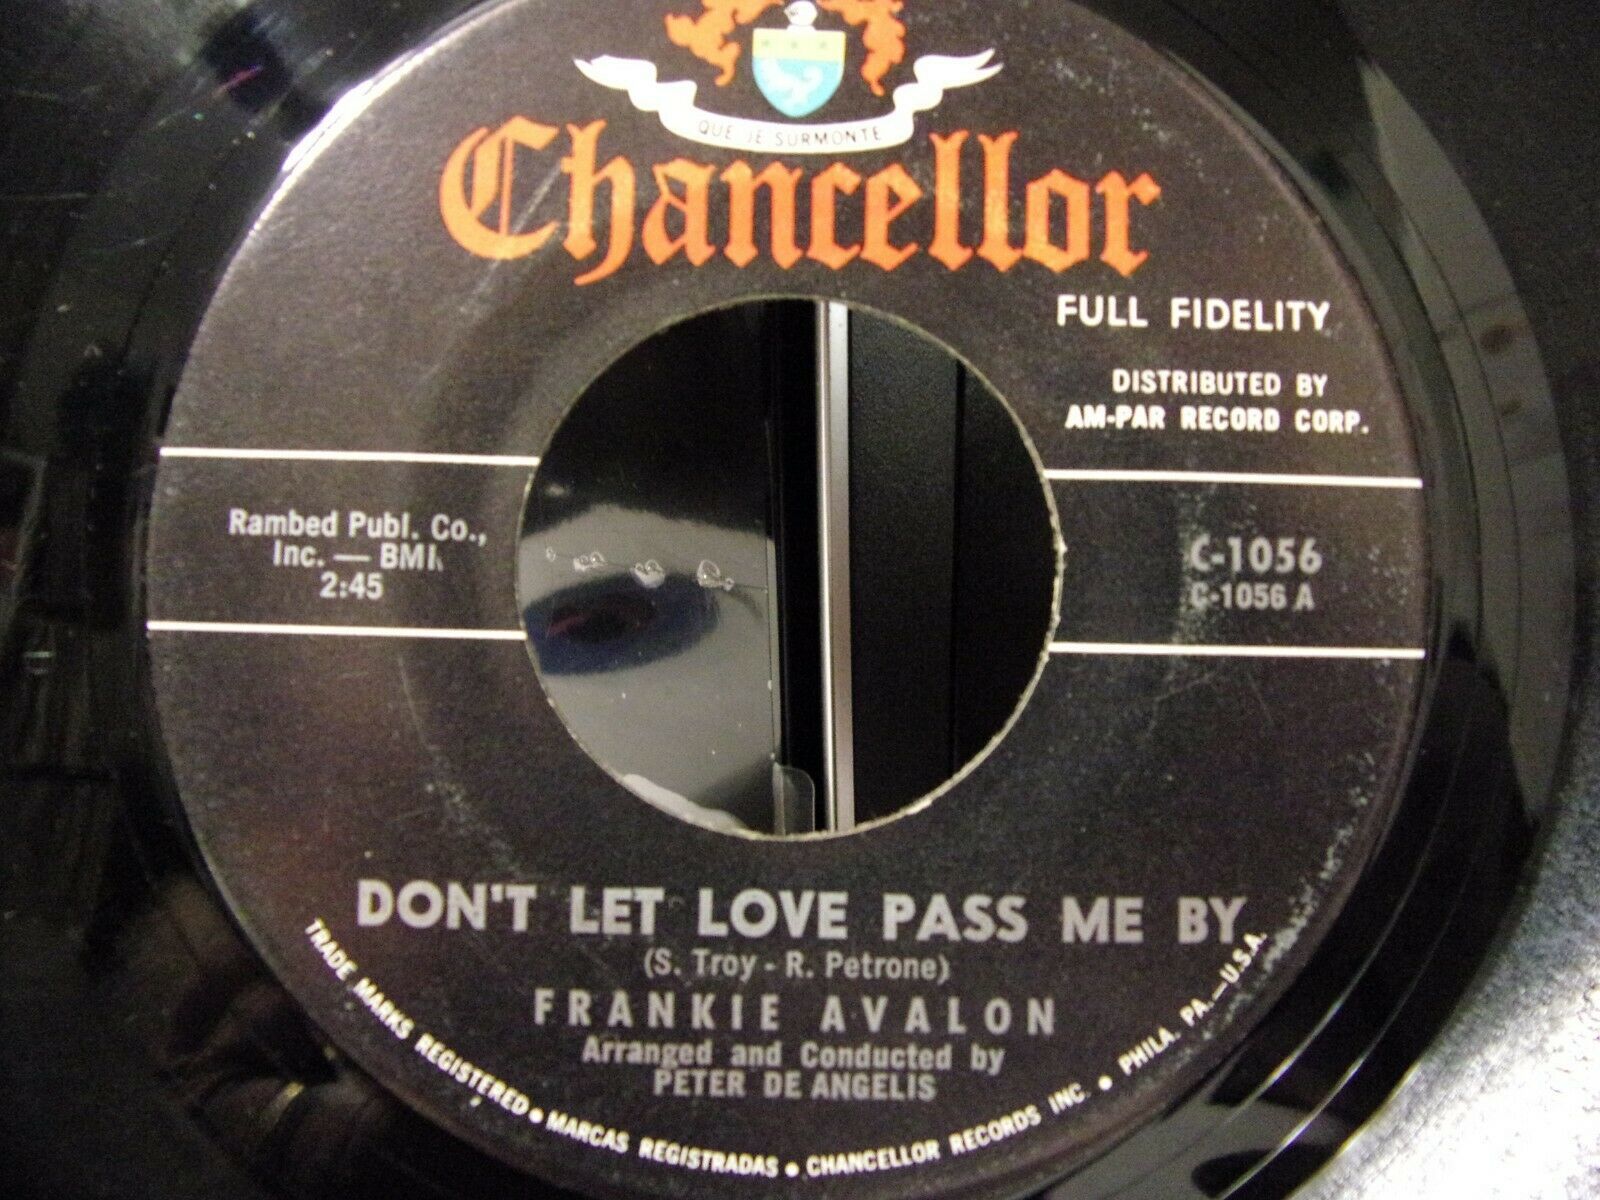 QUE JE SURMONTE
Chancellor
FULL FIDELITY
DISTRIBUTED BY
AM-PAR RECORD CORP.
Rambed Publ. Co.,
Inc. — BMI
2:45
C-1056
C-1056 A
DON'T LET LOVE PASS ME BY
(S. Troy - R. Petrone)
FRANKIE AVALON
Arranged and Conducted by
PETER DE ANGELIS
TRADE MARKS REGISTERED • MARCAS REGISTRADAS • CHANCELLOR RECORDS INC. • PHILA. PA.—U.S.A.